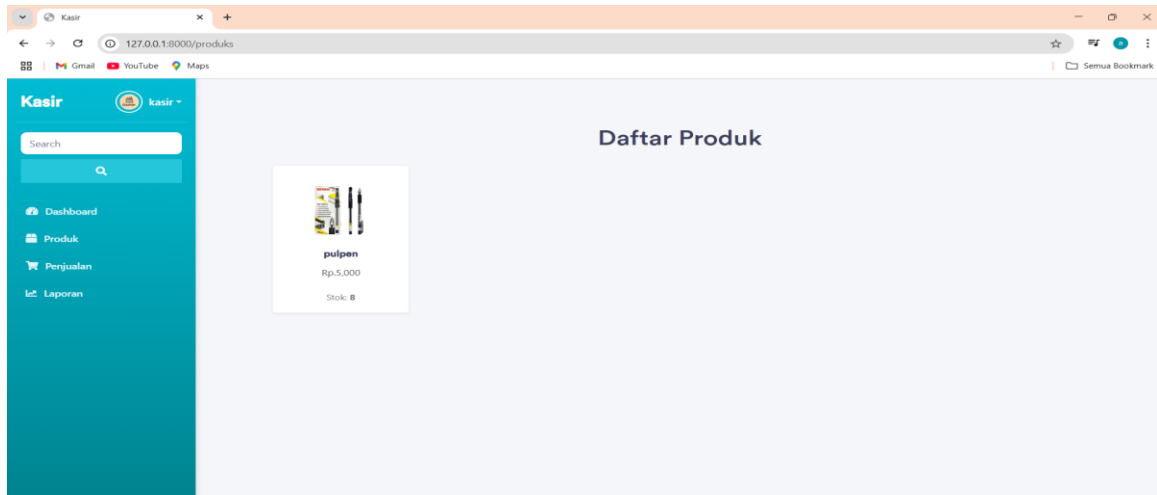 Kasir
127.0.0.1:8000/produks
Gmail YouTube Maps
Semua Bookmark
Kasir kasir
Search
Dashboard
Produk
Penjualan
Laporan
Daftar Produk
pulpen
Rp.5,000
Stok: 8